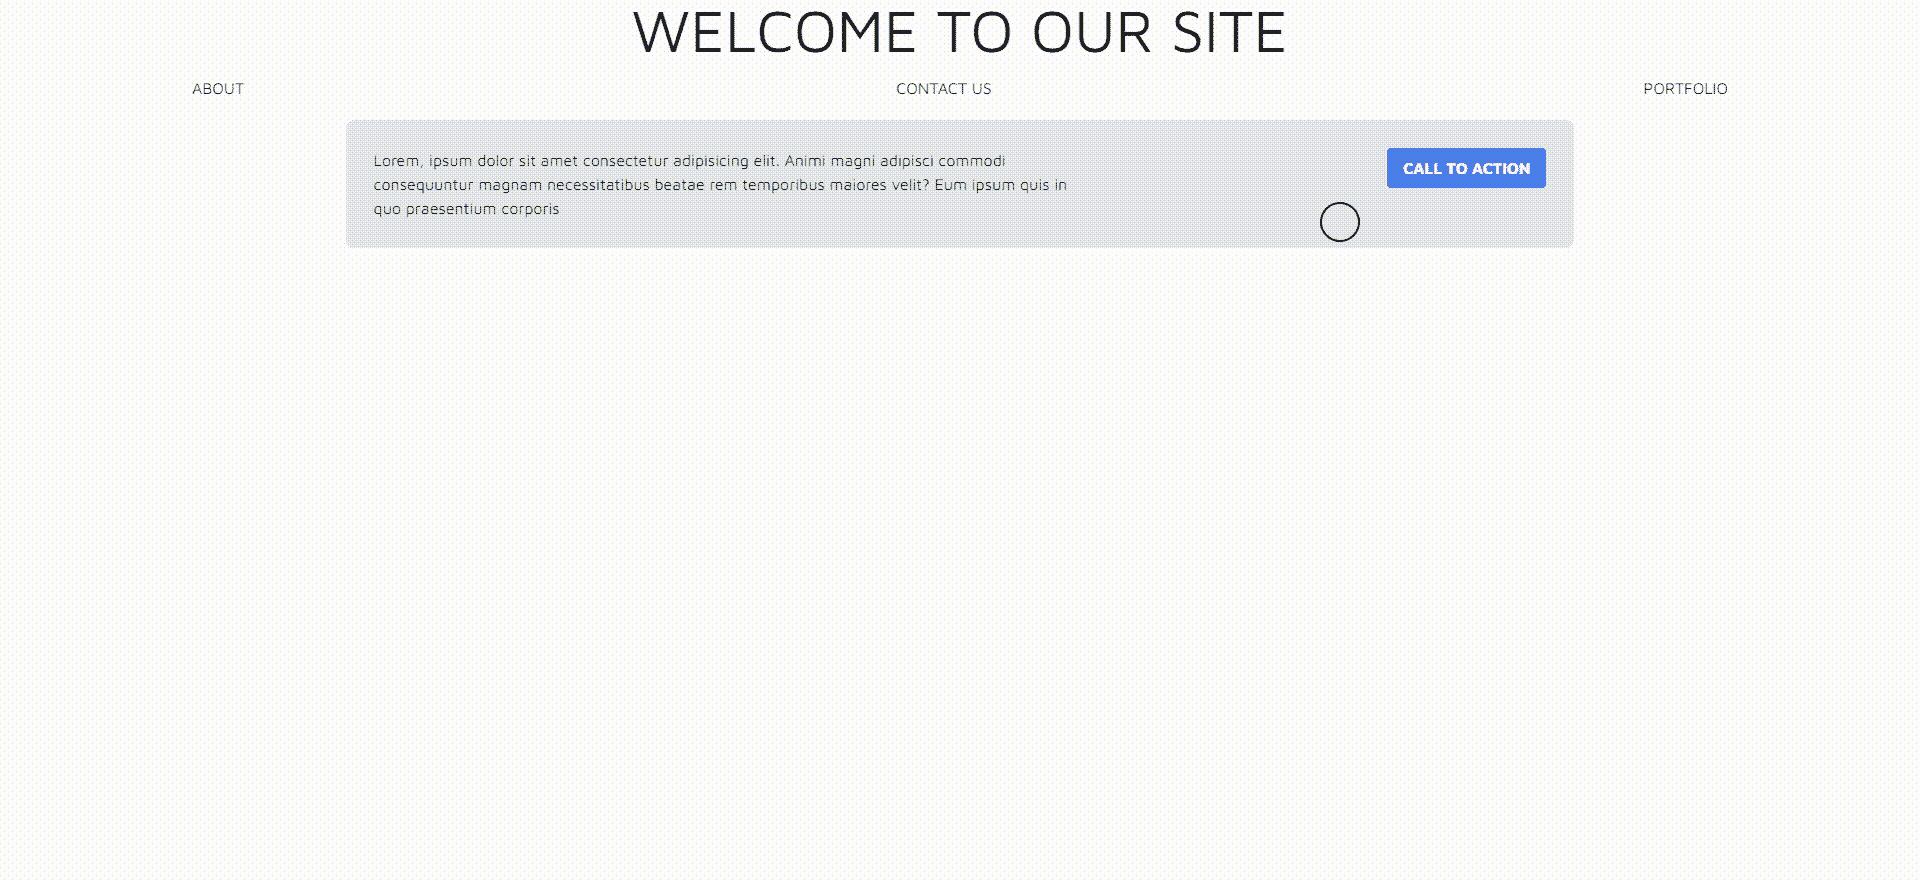 WELCOME TO OUR SITE
ABOUT
CONTACT US
PORTFOLIO
Lorem, ipsum dolor sit amet consectetur adipisicing elit. Animi magni adipisci commodi
consequuntur magnam necessitatibus beatae rem temporibus maiores velit? Eum ipsum quis in
quo praesentium corporis
CALL TO ACTION